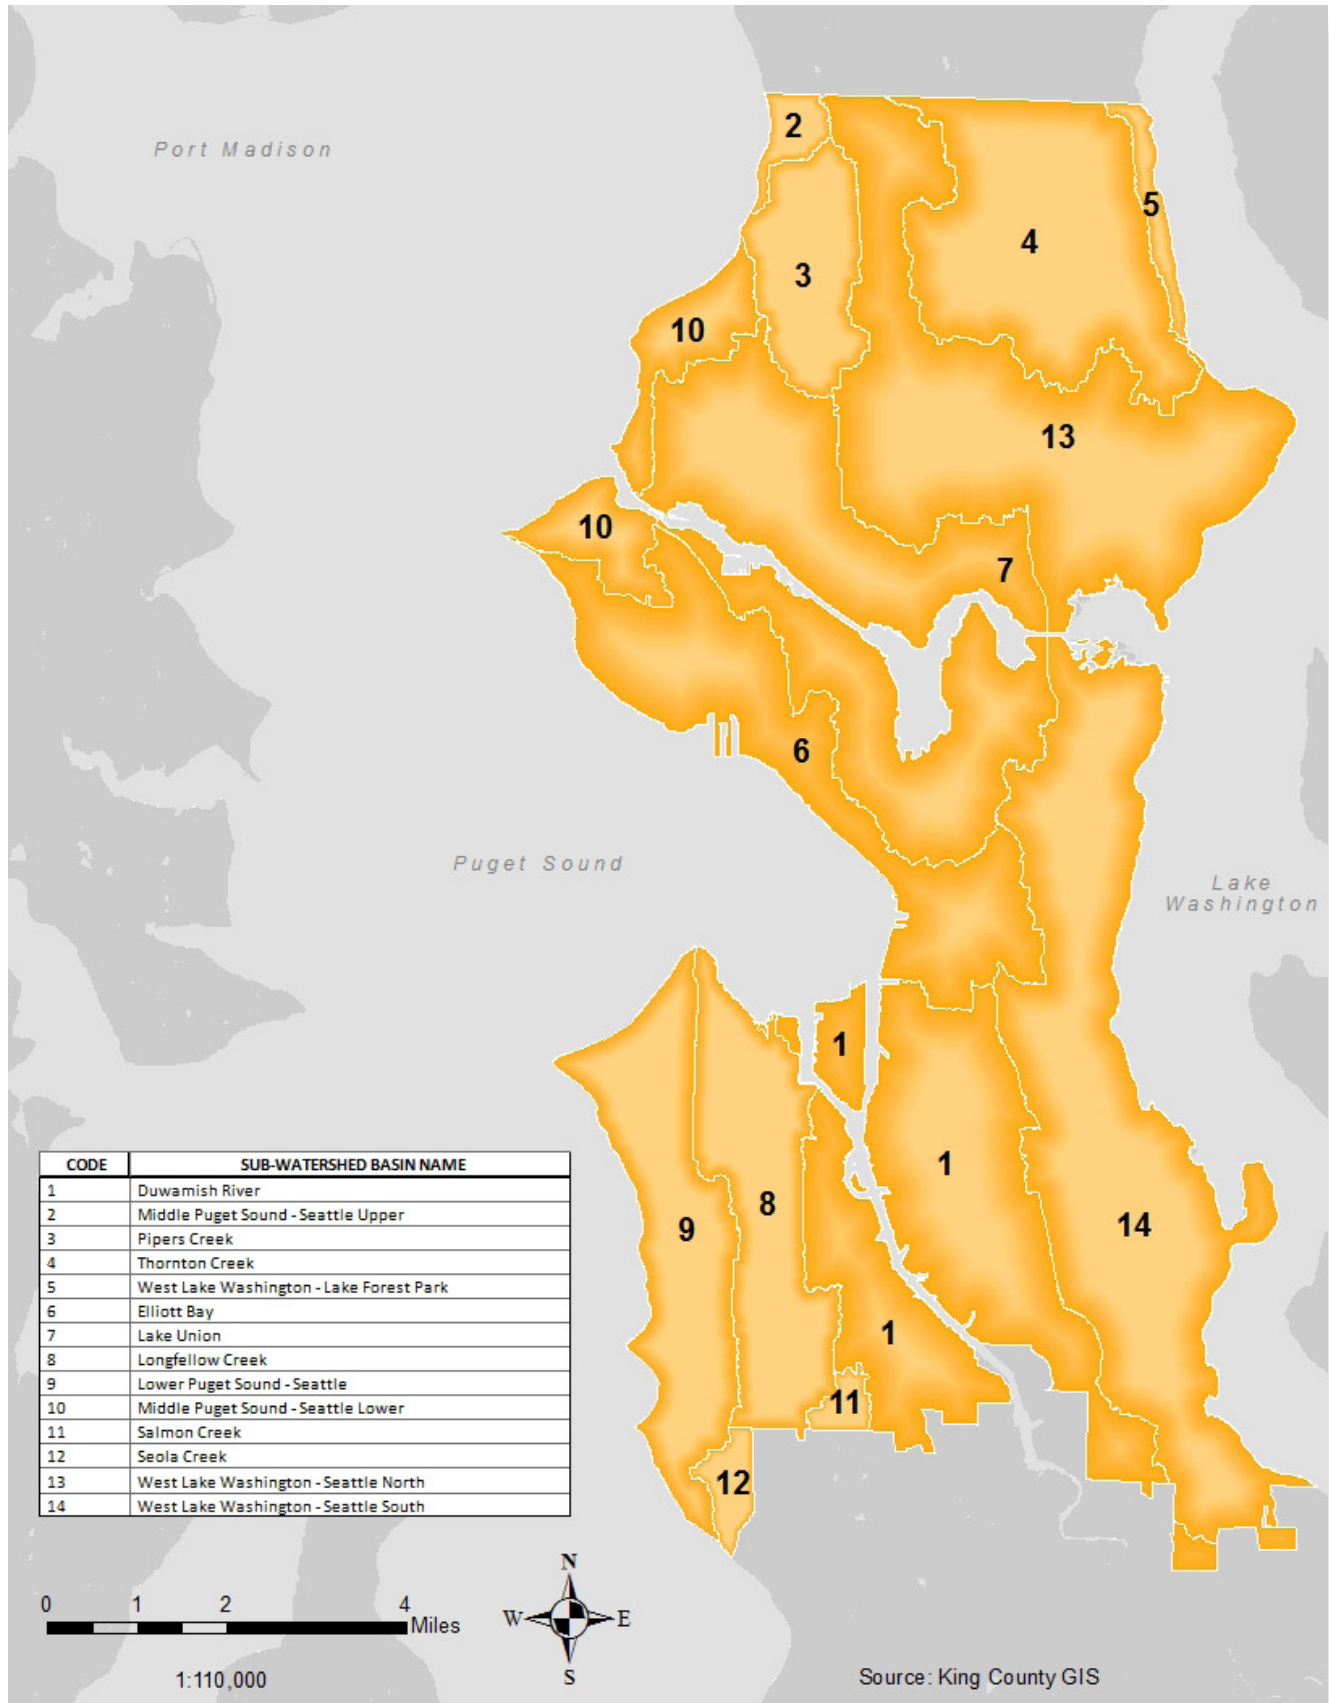 Port Madison
2
5
4
3
10
13
10
7
6
Puget Sound
Lake
Washington
1
1
8
9
14
1
11
12
CODE SUB-WATERSHED BASIN NAME
1 Duwamish River
2 Middle Puget Sound - Seattle Upper
3 Pipers Creek
4 Thornton Creek
5 West Lake Washington - Lake Forest Park
6 Elliott Bay
7 Lake Union
8 Longfellow Creek
9 Lower Puget Sound - Seattle
10 Middle Puget Sound - Seattle Lower
11 Salmon Creek
12 Seola Creek
13 West Lake Washington - Seattle North
14 West Lake Washington - Seattle South
0 1 2 4
Miles
N
W E
S
1:110,000
Source: King County GIS